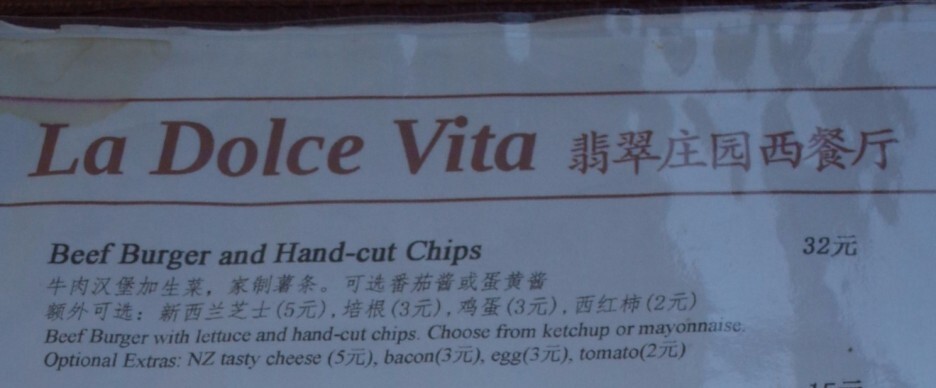 La Dolce Vita 翡翠庄园西餐厅
Beef Burger and Hand-cut Chips 32元
牛肉汉堡加生菜，家制薯条。可选番茄酱或蛋黄酱
额外可选：新西兰芝士(5元),培根(3元),鸡蛋(3元),西红柿(2元)
Beef Burger with lettuce and hand-cut chips. Choose from ketchup or mayonnaise.
Optional Extras: NZ tasty cheese (5元), bacon(3元), egg(3元), tomato(2元)